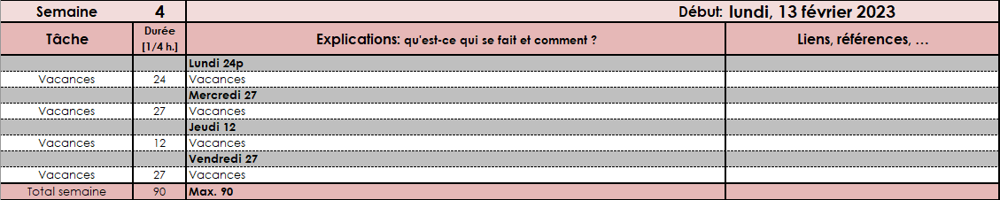 Semaine 4 Début: lundi, 13 février 2023
Tâche Durée [1/4 h.] Explications: qu'est-ce qui se fait et comment ? Liens, références, …
Lundi 24p
Vacances 24 Vacances
Mercredi 27
Vacances 27 Vacances
Jeudi 12
Vacances 12 Vacances
Vendredi 27
Vacances 27 Vacances
Total semaine 90 Max. 90